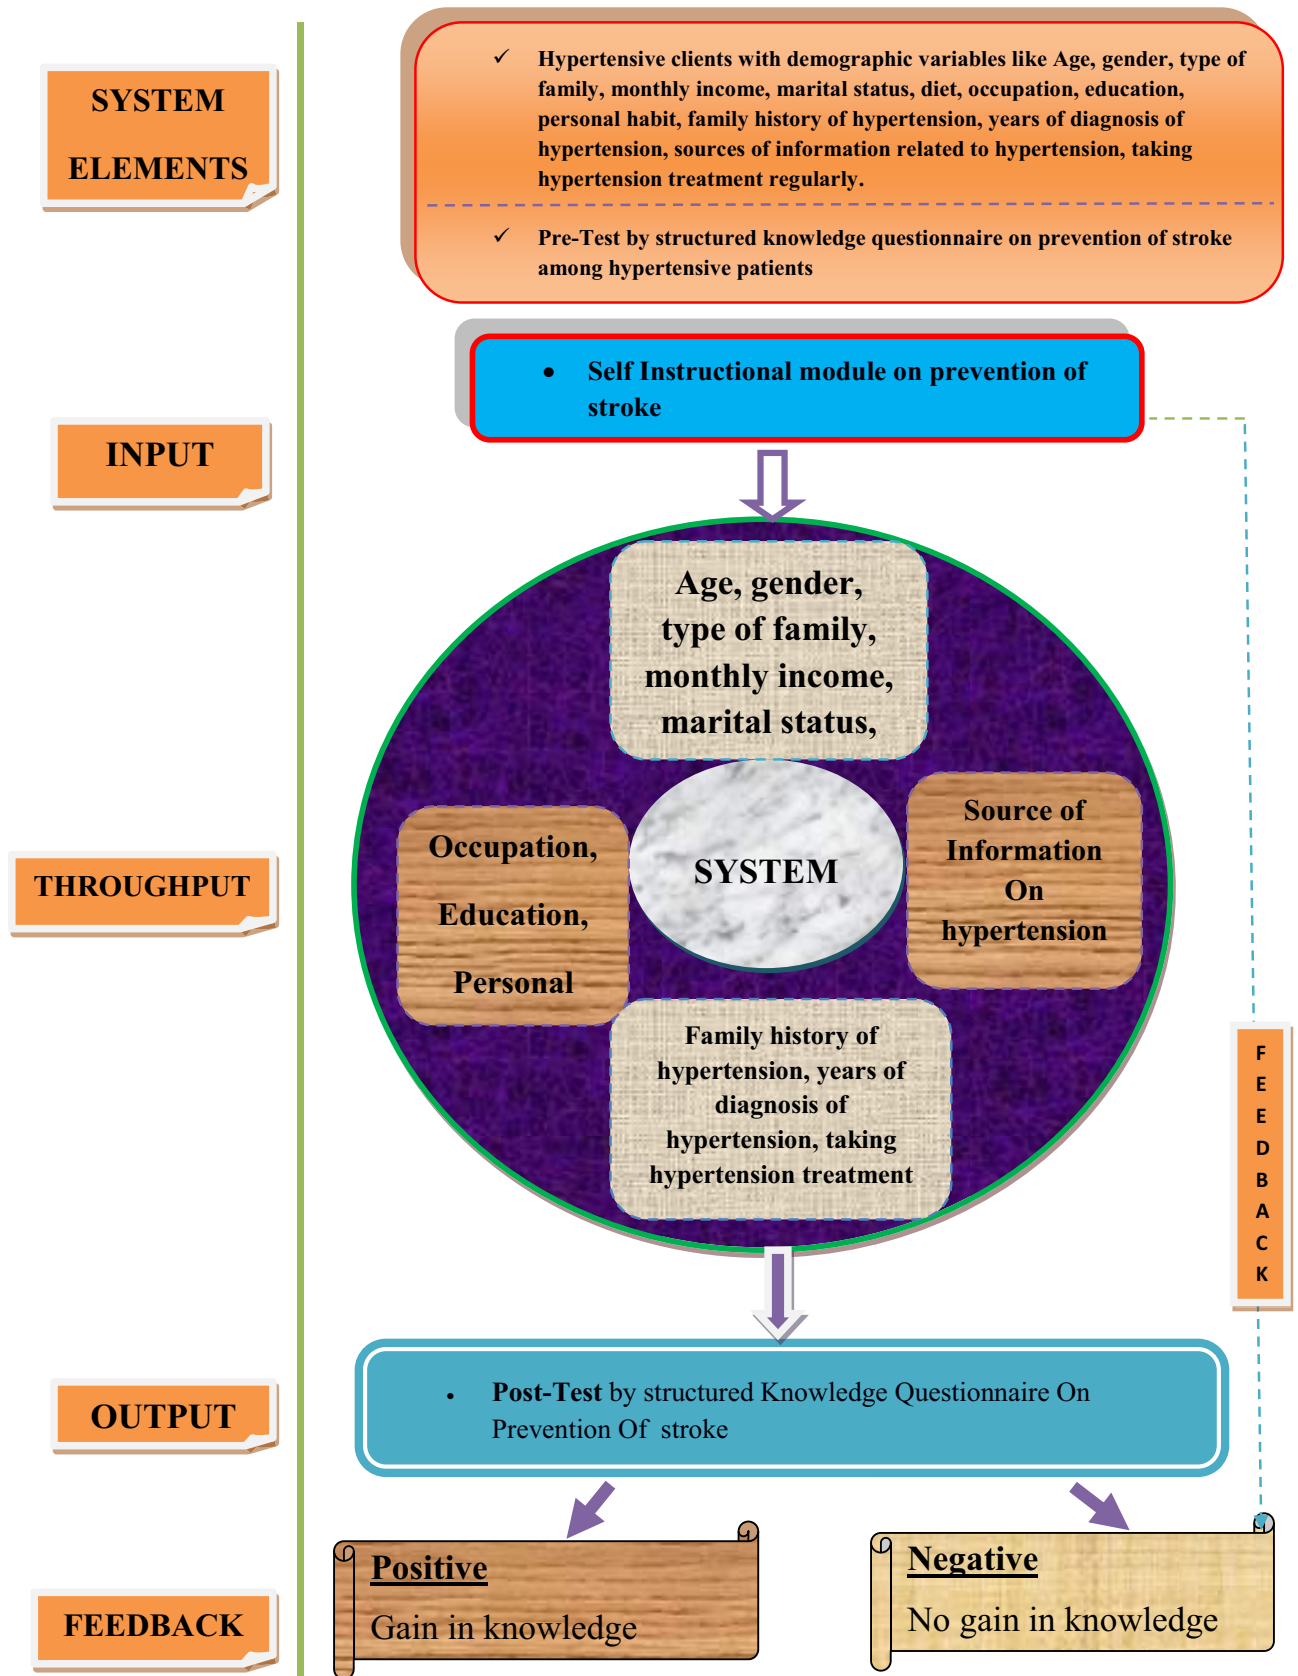 SYSTEM
ELEMENTS
✓ Hypertensive clients with demographic variables like Age, gender, type of
family, monthly income, marital status, diet, occupation, education,
personal habit, family history of hypertension, years of diagnosis of
hypertension, sources of information related to hypertension, taking
hypertension treatment regularly.
✓ Pre-Test by structured knowledge questionnaire on prevention of stroke
among hypertensive patients
INPUT
• Self Instructional module on prevention of
stroke
Age, gender,
type of family,
monthly income,
marital status,
THROUGHPUT
Occupation,
Education,
Personal
SYSTEM
Source of
Information
On
hypertension
Family history of
hypertension, years of
diagnosis of
hypertension, taking
hypertension treatment
F
E
E
D
B
A
C
K
OUTPUT
• Post-Test by structured Knowledge Questionnaire On
Prevention Of stroke
FEEDBACK
Positive
Gain in knowledge
Negative
No gain in knowledge